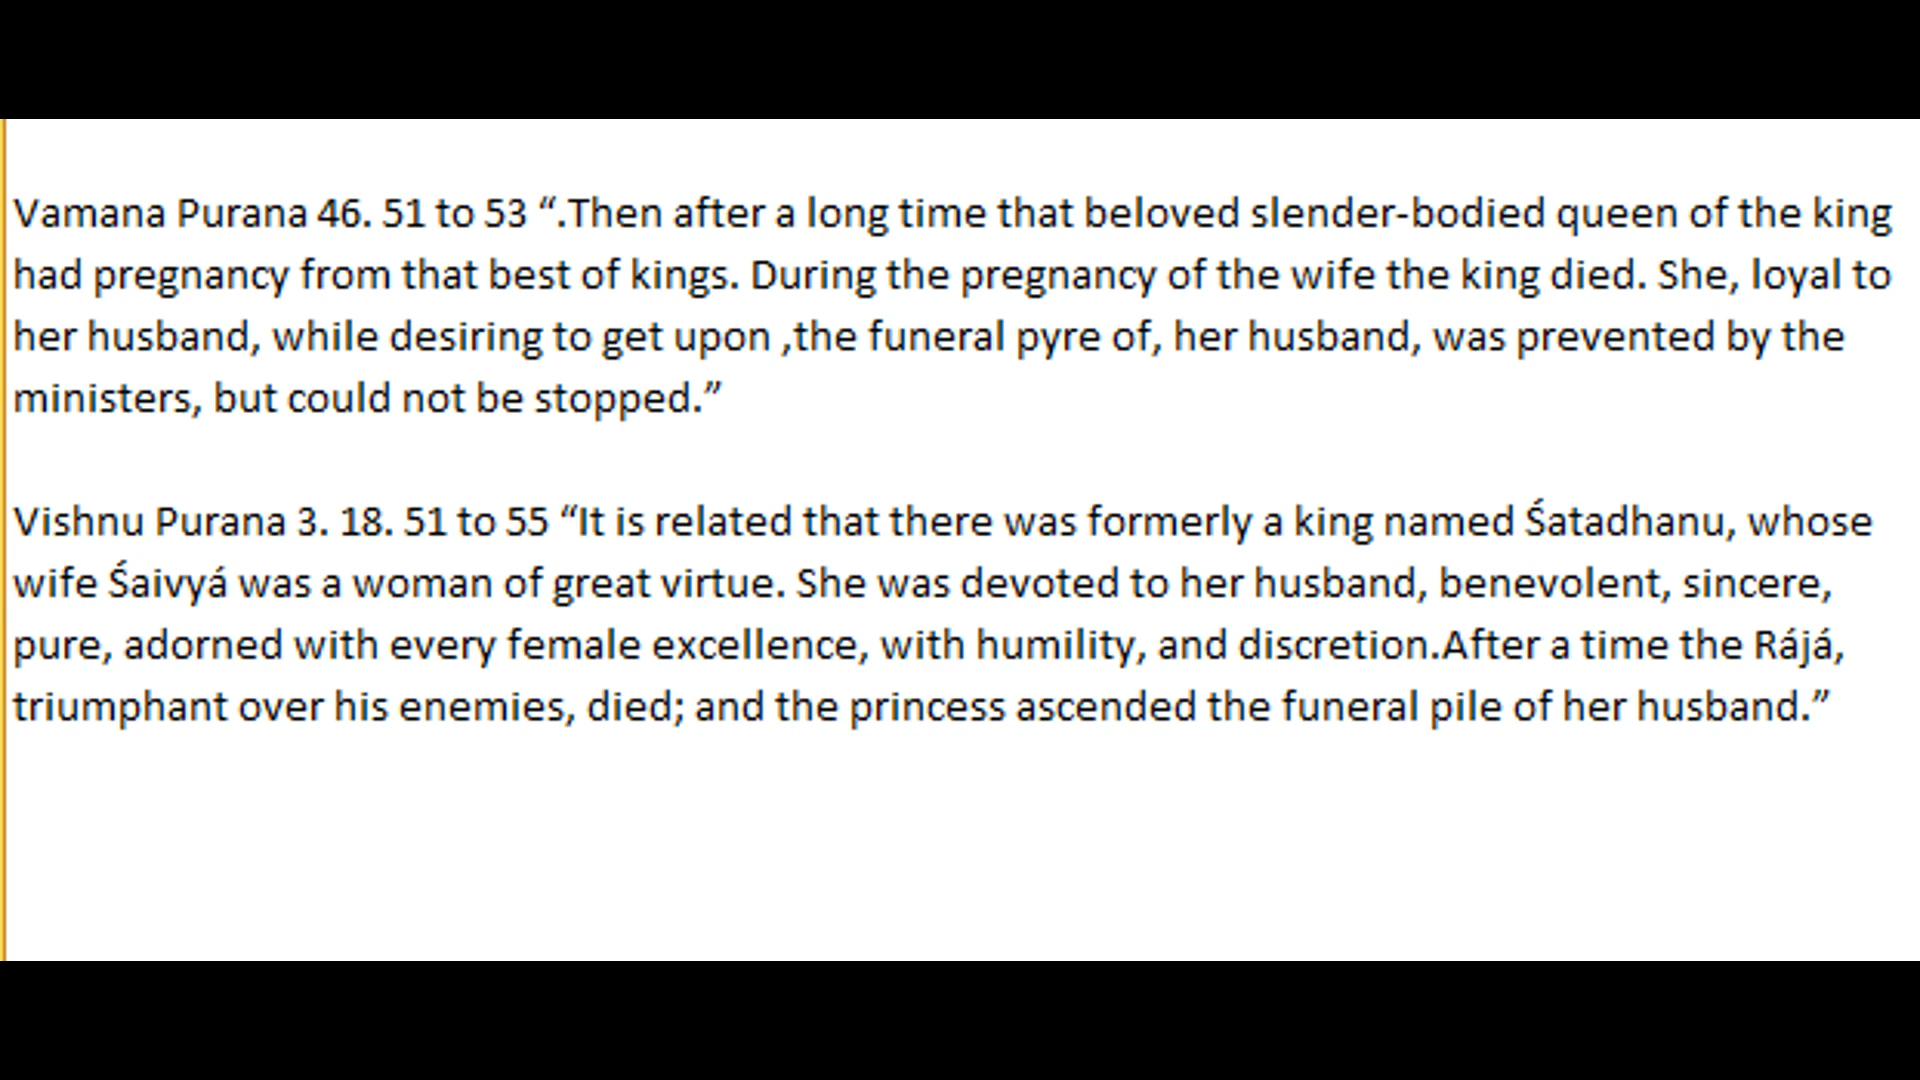 Vamana Purana 46. 51 to 53 “.Then after a long time that beloved slender-bodied queen of the king
had pregnancy from that best of kings. During the pregnancy of the wife the king died. She, loyal to
her husband, while desiring to get upon ,the funeral pyre of, her husband, was prevented by the
ministers, but could not be stopped.”
Vishnu Purana 3. 18. 51 to 55 “It is related that there was formerly a king named Śatadhanu, whose
wife Śaivyá was a woman of great virtue. She was devoted to her husband, benevolent, sincere,
pure, adorned with every female excellence, with humility, and discretion.After a time the Rájá,
triumphant over his enemies, died; and the princess ascended the funeral pile of her husband.”